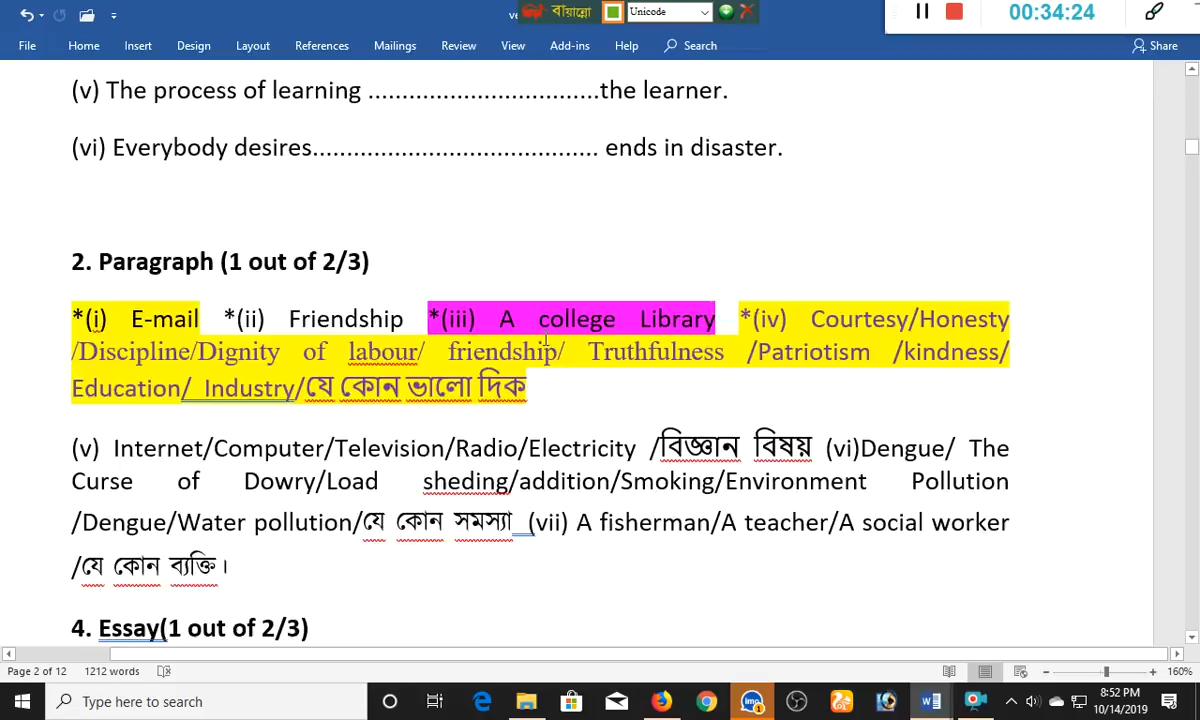 ve
বায়ান্নো
Unicode
00:34:24
File Home Insert Design Layout References Mailings Review View Add-ins Help Search Share
(v) The process of learning ..................................the learner.
(vi) Everybody desires.......................................... ends in disaster.
2. Paragraph (1 out of 2/3)
*(i) E-mail *(ii) Friendship *(iii) A college Library *(iv) Courtesy/Honesty
/Discipline/Dignity of labour/ friendship/ Truthfulness /Patriotism /kindness/
Education/ Industry/যে কোন ভালো দিক
(v) Internet/Computer/Television/Radio/Electricity /বিজ্ঞান বিষয় (vi)Dengue/ The
Curse of Dowry/Load sheding/addition/Smoking/Environment Pollution
/Dengue/Water pollution/যে কোন সমস্যা (vii) A fisherman/A teacher/A social worker
/যে কোন ব্যক্তি।
4. Essay(1 out of 2/3)
Page 2 of 12 1212 words 160%
Type here to search
8:52 PM
10/14/2019